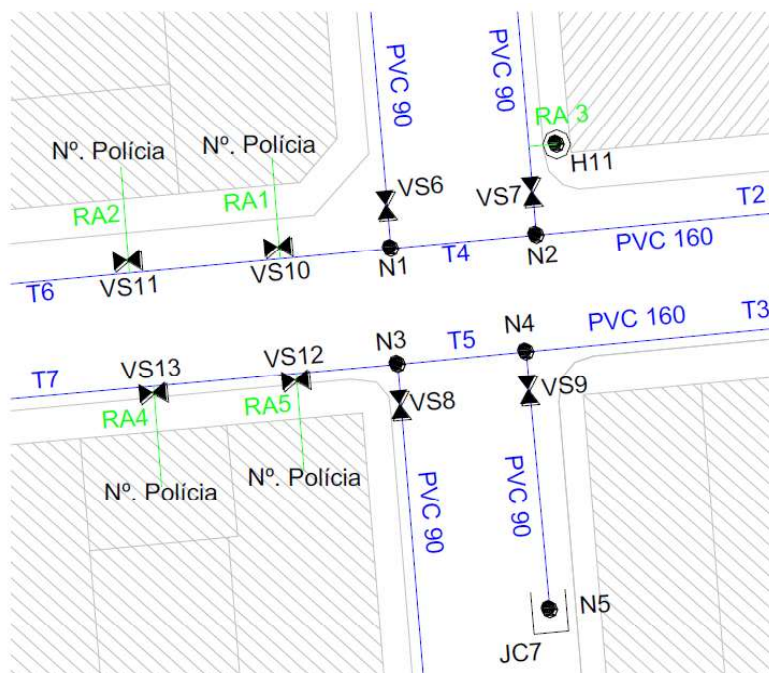 PVC 90
PVC 90
RA 3
Nº. Polícia
Nº. Polícia
H11
RA2
RA1
VS6
VS7
T2
VS11
VS10
N1
T4
N2
PVC 160
T6
N3
T5
N4
PVC 160
T3
T7
VS13
VS12
VS8
VS9
RA4
RA5
Nº. Polícia
Nº. Polícia
PVC 90
PVC 90
N5
JC7